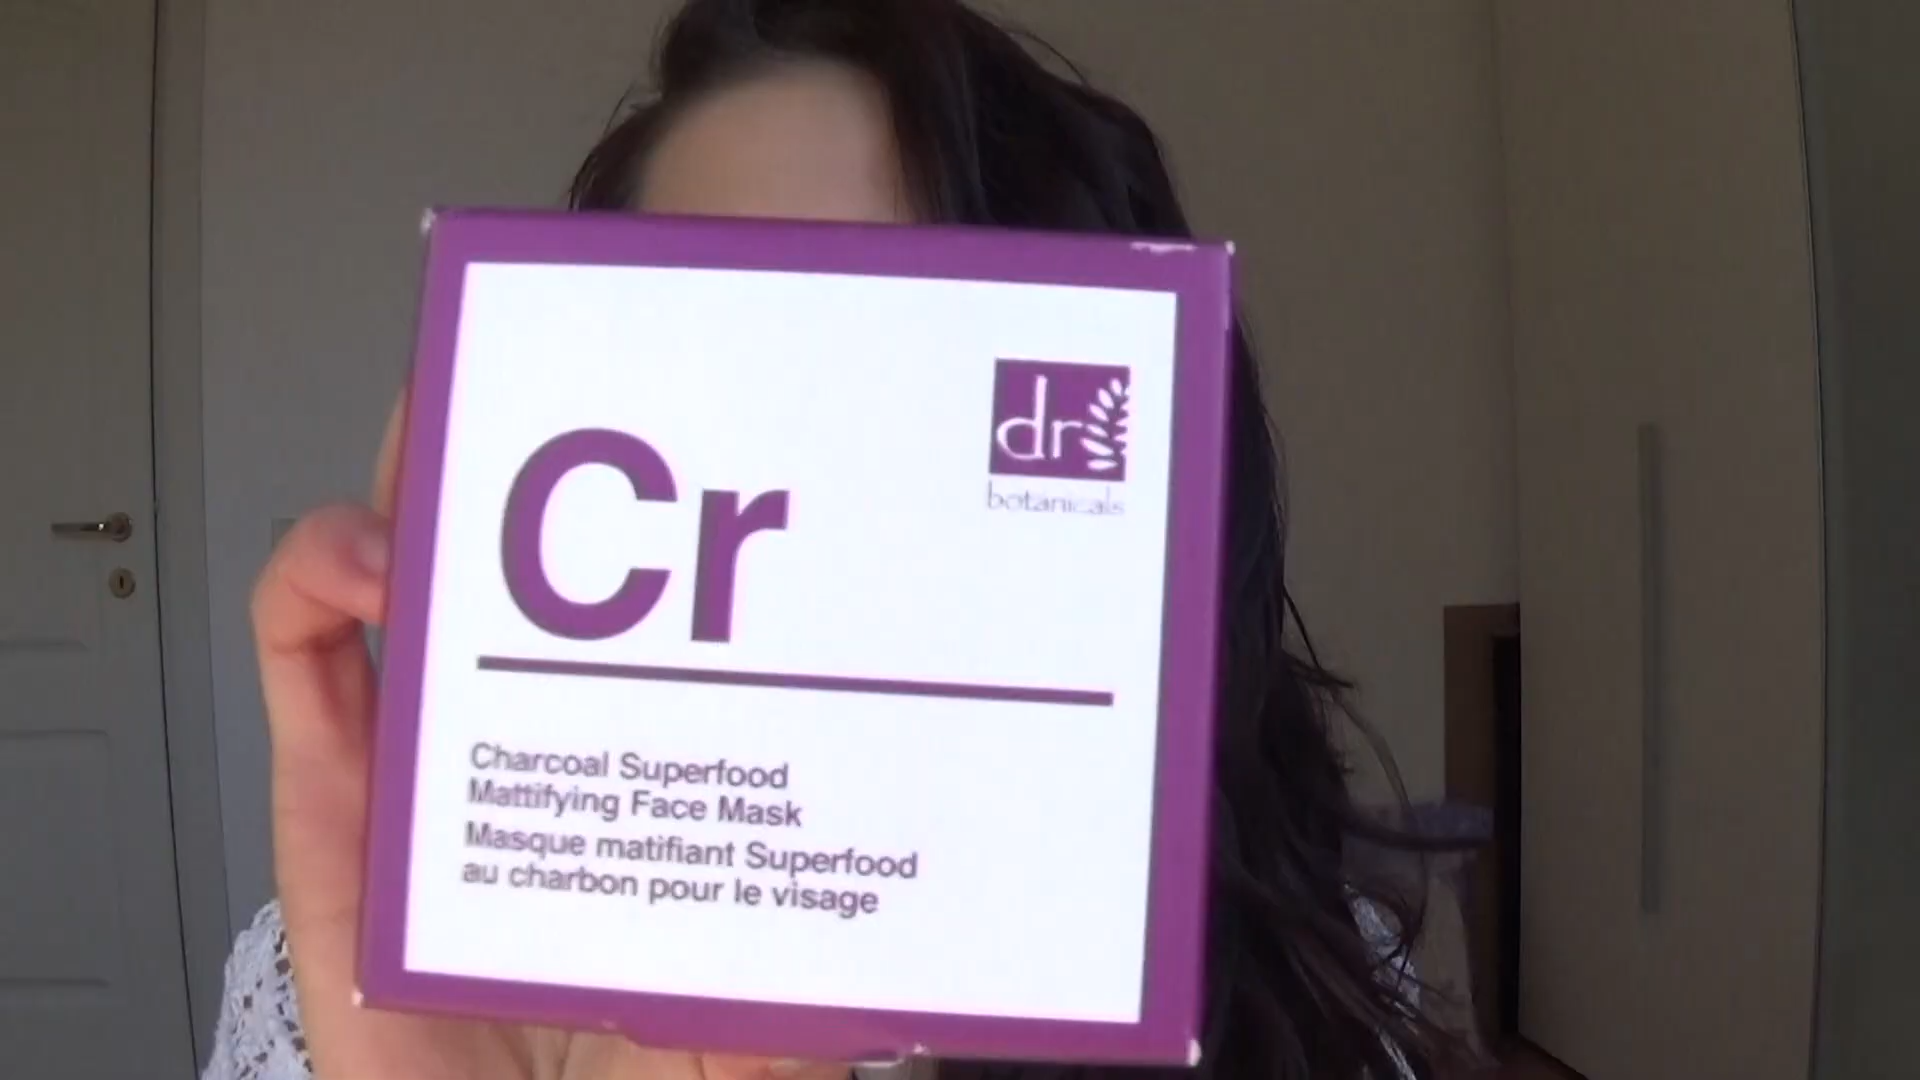 dr
botanicals
Cr
Charcoal Superfood
Mattifying Face Mask
Masque matifiant Superfood
au charbon pour le visage